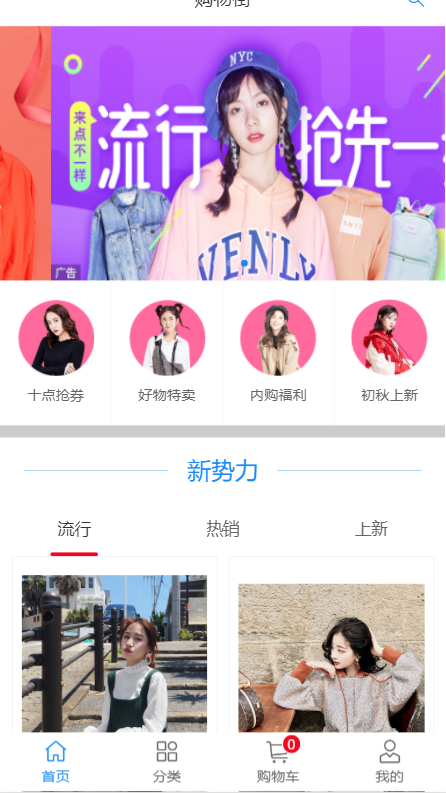 购物街
NYC
来点不一样
流行 抢先一
VENLY
广告
十点抢券
好物特卖
内购福利
初秋上新
新势力
流行
热销
上新
0
首页
分类
购物车
我的